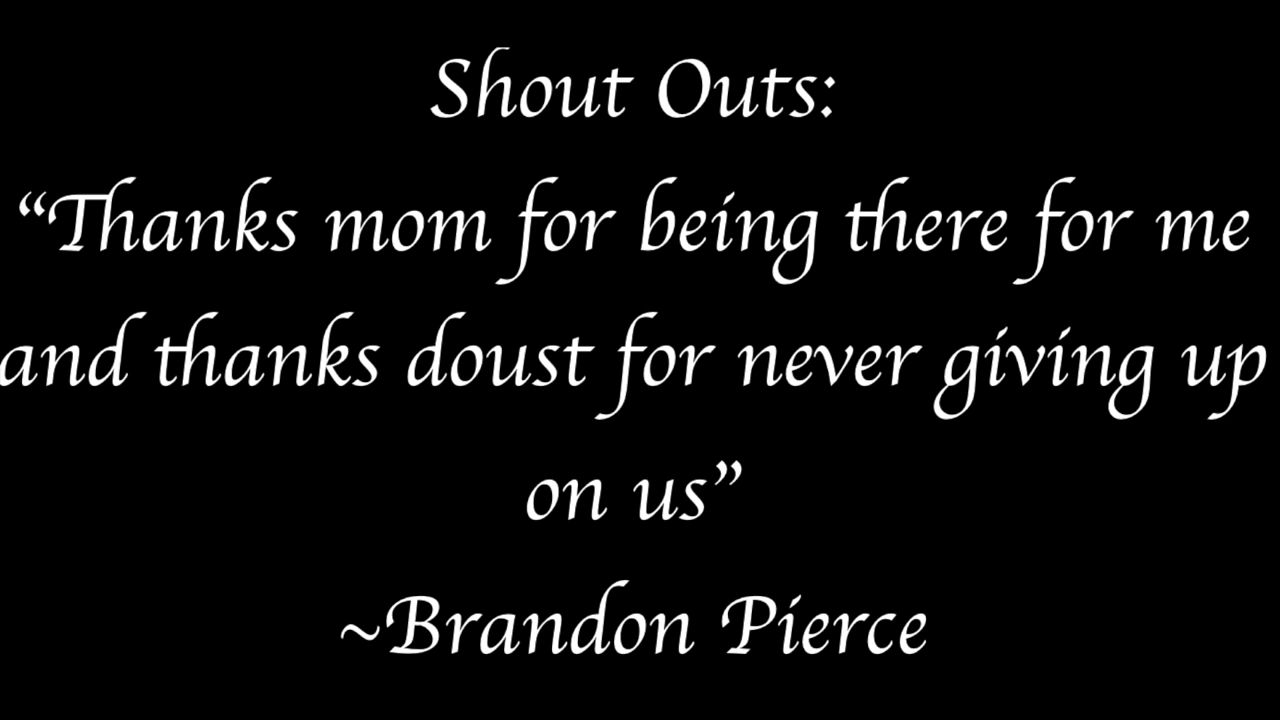 Shout Outs:
“Thanks mom for being there for me
and thanks doust for never giving up
on us”
~Brandon Pierce